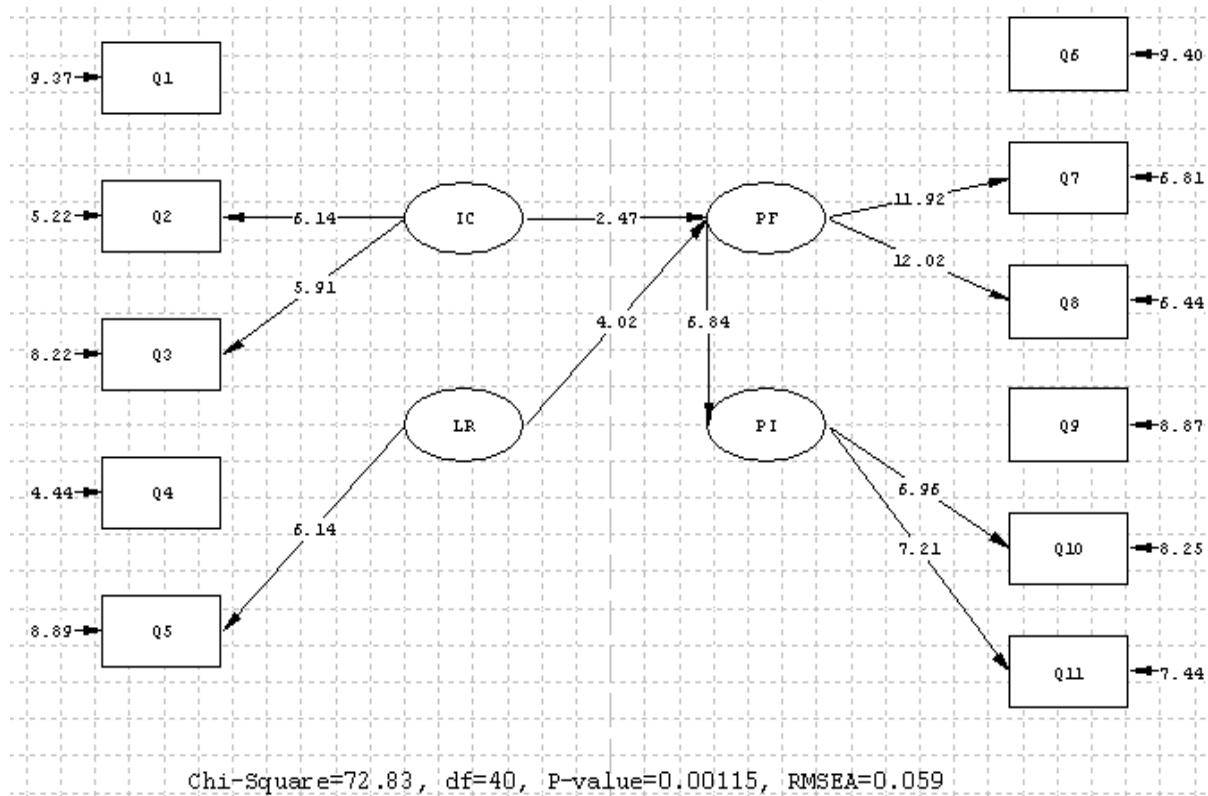 Q6
9.40
9.37
Q1
Q7
6.81
11.92
5.22
Q2
6.14
IC
2.47
PF
12.02
5.91
Q8
6.44
4.02
6.84
8.22
Q3
LR
PI
Q9
8.87
4.44
Q4
6.96
6.14
7.21
Q10
8.25
8.89
Q5
Q11
7.44
Chi-Square=72.83, df=40, P-value=0.00115, RMSEA=0.059